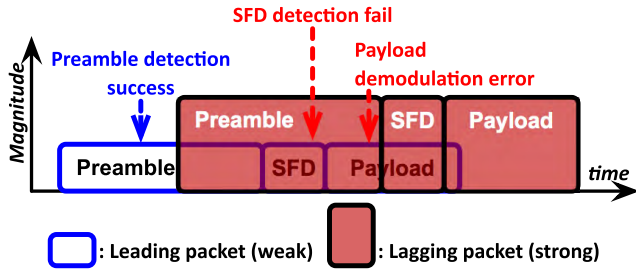 SFD detection fail
Preamble detection
success
Payload
demodulation error
Magnitude
Preamble
SFD
Payload
Preamble
SFD
Payload
time
: Leading packet (weak)
: Lagging packet (strong)